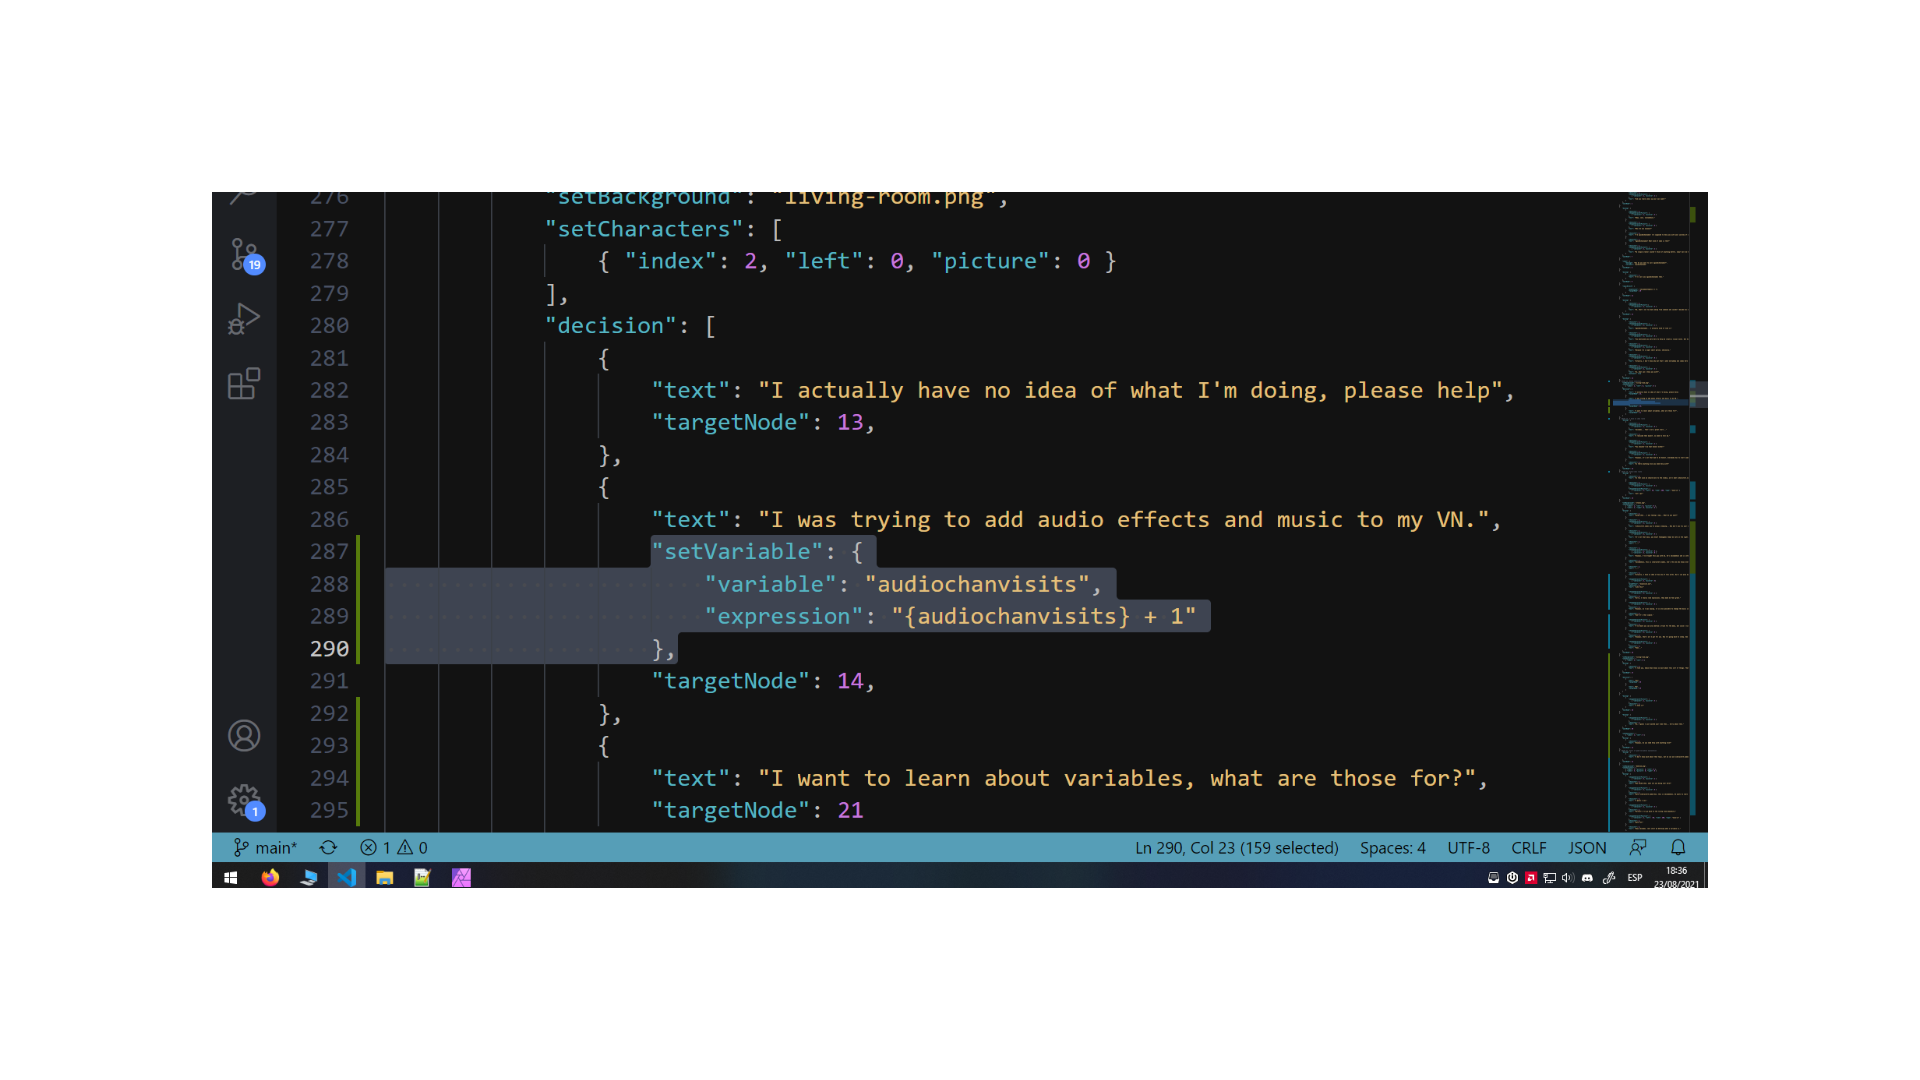 276 "setBackground": "living-room.png",
277 "setCharacters": [
278 { "index": 2, "left": 0, "picture": 0 }
279 ],
280 "decision": [
281 {
282 "text": "I actually have no idea of what I'm doing, please help",
283 "targetNode": 13,
284 },
285 {
286 "text": "I was trying to add audio effects and music to my VN.",
287 "setVariable": {
288 "variable": "audiochanvisits",
289 "expression": "{audiochanvisits} + 1"
290 },
291 "targetNode": 14,
292 },
293 {
294 "text": "I want to learn about variables, what are those for?",
295 "targetNode": 21
19
1
main* 1 0 Ln 290, Col 23 (159 selected) Spaces: 4 UTF-8 CRLF JSON
ESP 18:36
23/08/2021